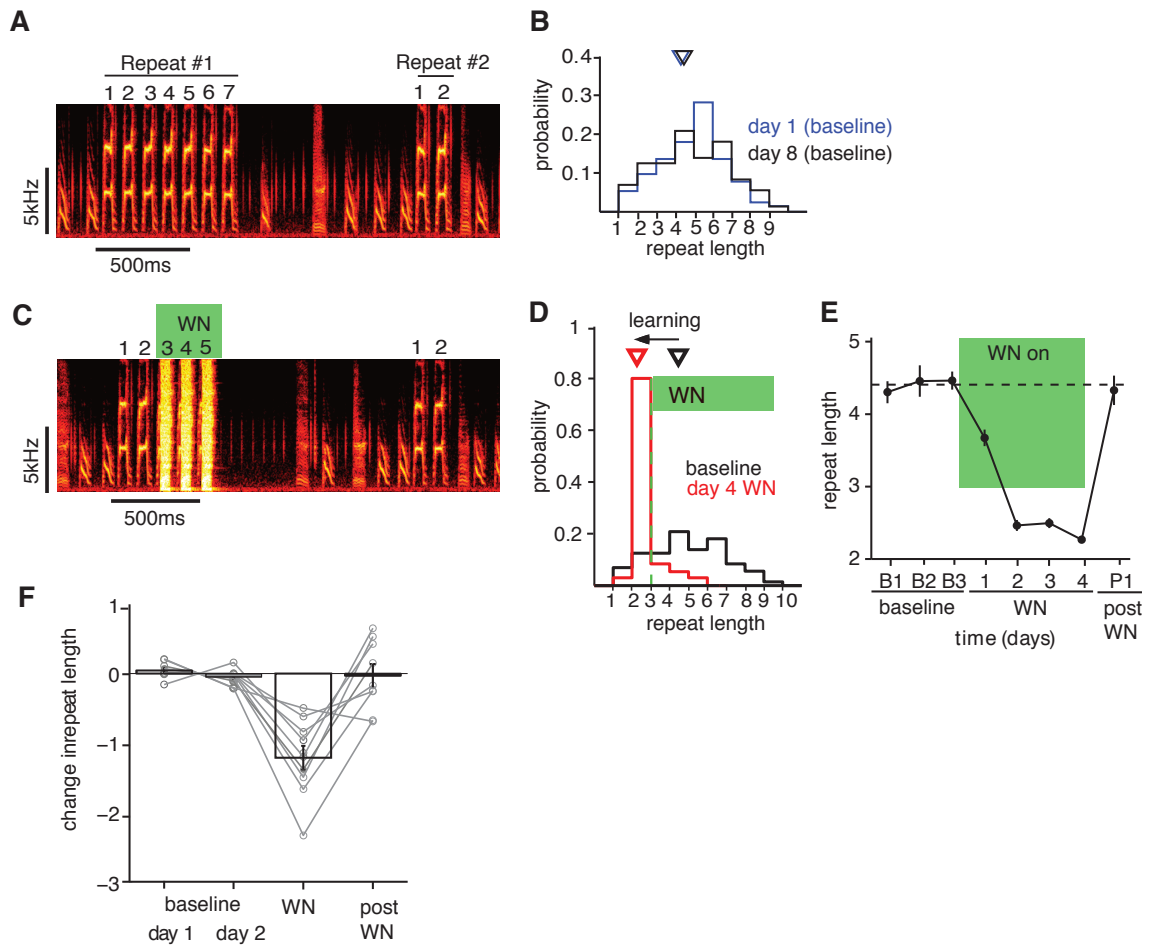 A
Repeat #1
Repeat #2
1 2 3 4 5 6 7
1 2
5kHz
500ms
B
0.4
0.3
0.2
0.1
probability
day 1 (baseline)
day 8 (baseline)
1 2 3 4 5 6 7 8 9
repeat length
C
WN
1 2 3 4 5
1 2
5kHz
500ms
D
learning
1
0.8
0.6
0.4
0.2
probability
WN
baseline
day 4 WN
1 2 3 4 5 6 7 8 9 10
repeat length
E
5
4
3
2
repeat length
WN on
B1 B2 B3 1 2 3 4 P1
baseline
WN
post
WN
time (days)
F
1
0
−1
−2
−3
change inrepeat length
baseline
day 1 day 2
WN
post
WN